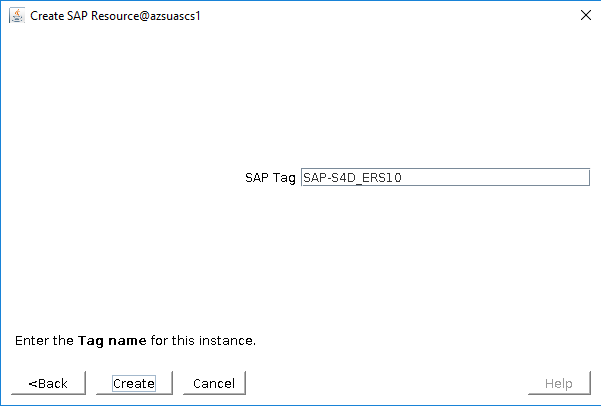 Create SAP Resource@azsuascs1
SAP Tag SAP-S4D_ERS10
Enter the Tag name for this instance.
<Back Create Cancel Help